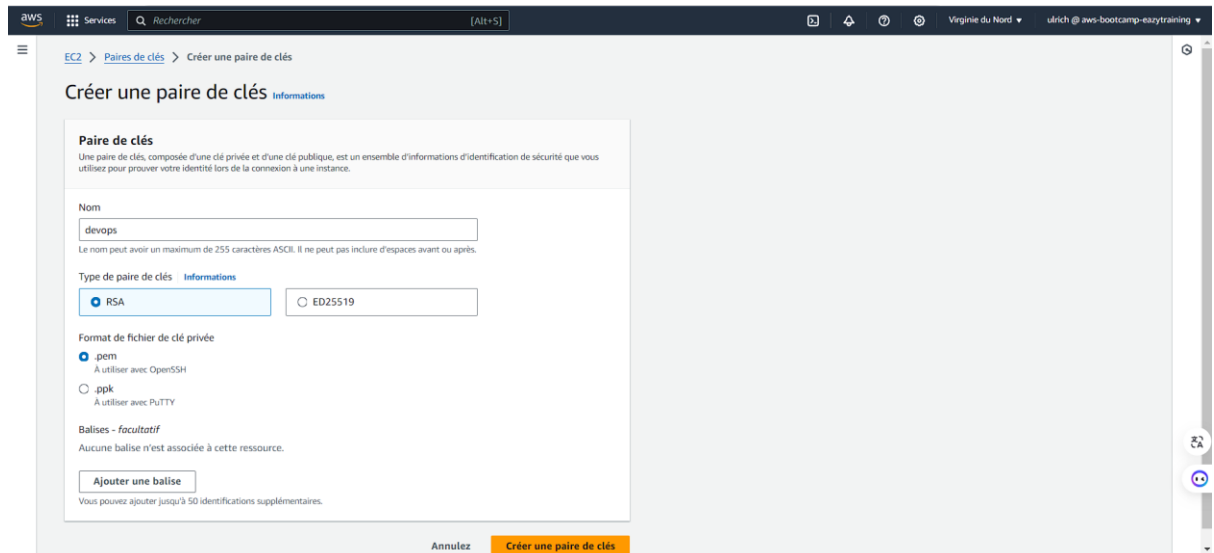 aws
Services
Rechercher
[Alt+S]
Virginie du Nord
ulrich @ aws-bootcamp-eazytraining
EC2 > Paires de clés > Créer une paire de clés
Créer une paire de clés Informations
Paire de clés
Une paire de clés, composée d'une clé privée et d'une clé publique, est un ensemble d'informations d'identification de sécurité que vous
utilisez pour prouver votre identité lors de la connexion à une instance.
Nom
devops
Le nom peut avoir un maximum de 255 caractères ASCII. Il ne peut pas inclure d'espaces avant ou après.
Type de paire de clés Informations
RSA
ED25519
Format de fichier de clé privée
.pem
À utiliser avec OpenSSH
.ppk
À utiliser avec PuTTY
Balises - facultatif
Aucune balise n'est associée à cette ressource.
Ajouter une balise
Vous pouvez ajouter jusqu'à 50 identifications supplémentaires.
Annulez
Créer une paire de clés